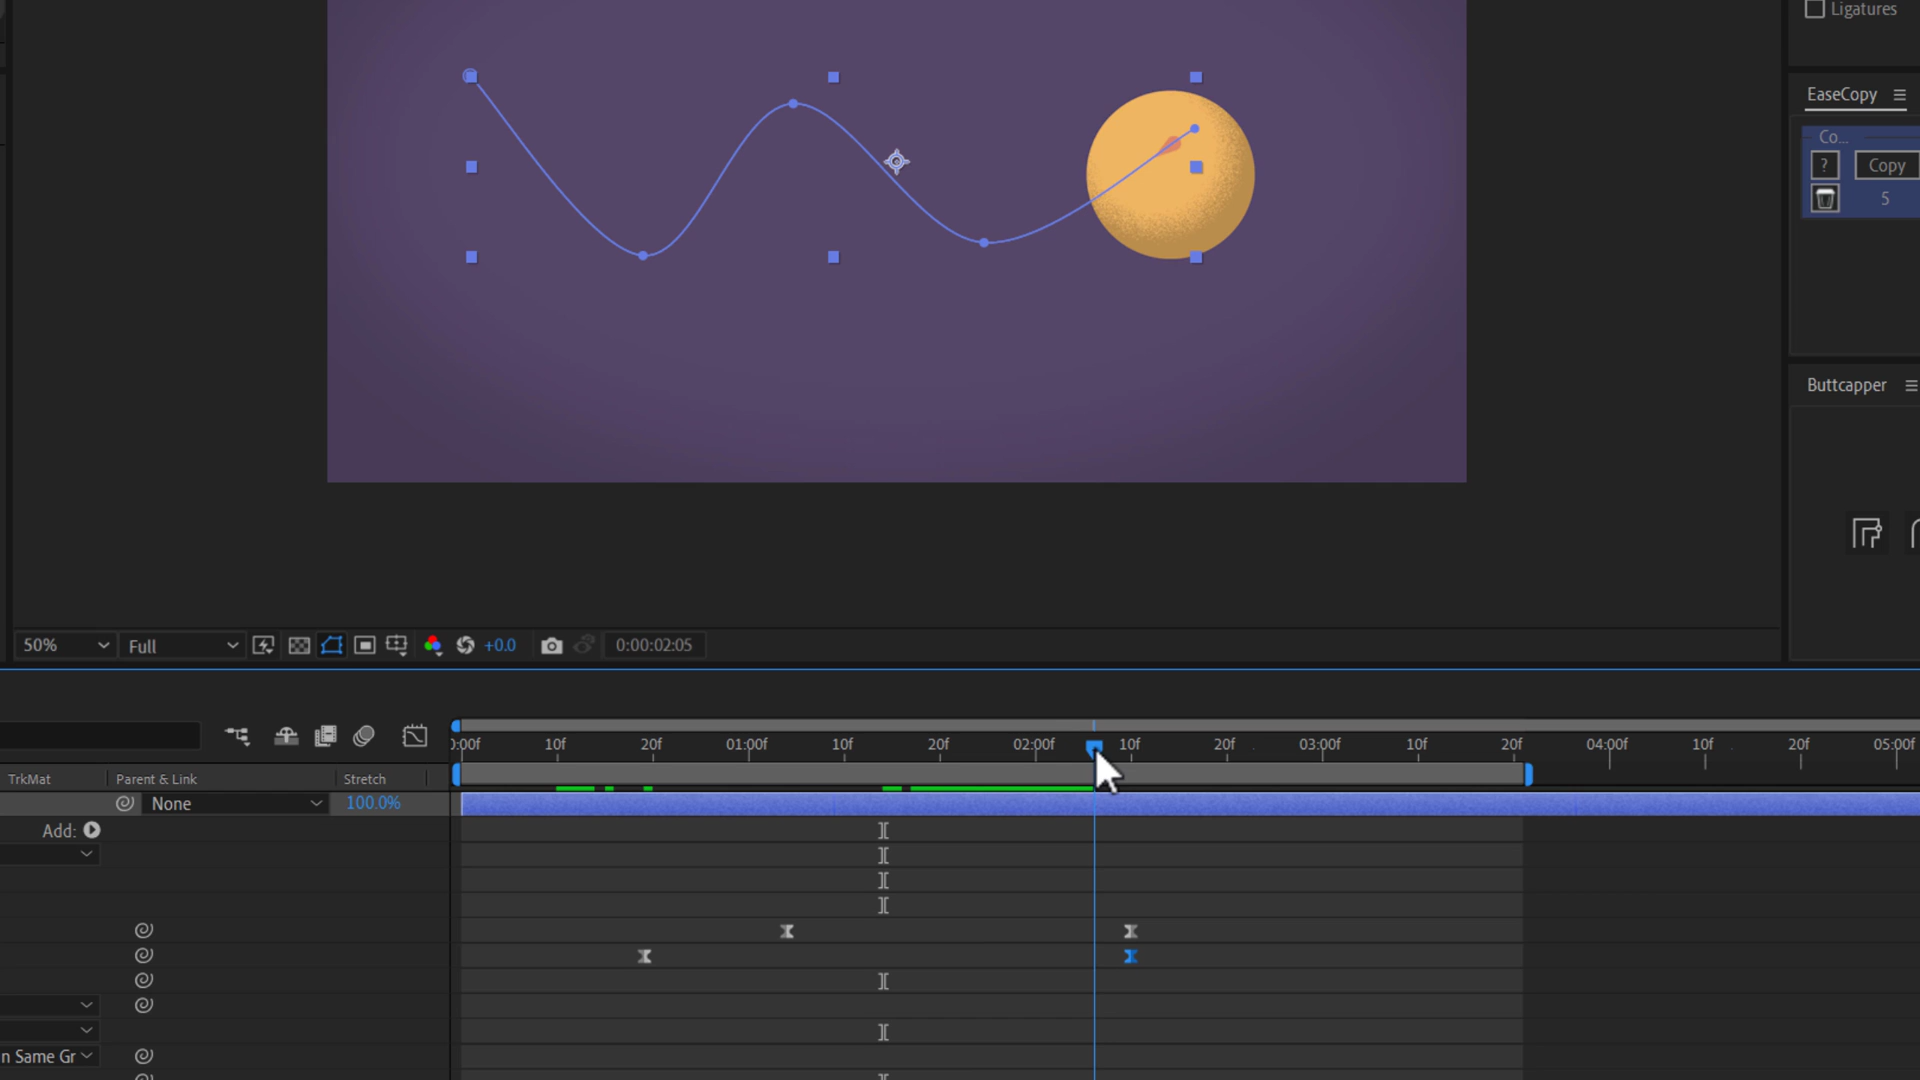 Ligatures
EaseCopy
Co...
? Copy
5
Buttcapper
50% Full +0.0 0:00:02:05
0:00f 10f 20f 01:00f 10f 20f 02:00f 10f 20f 03:00f 10f 20f 04:00f 10f 20f 05:00f
TrkMat Parent & Link Stretch
None 100.0%
Add:
n Same Gr